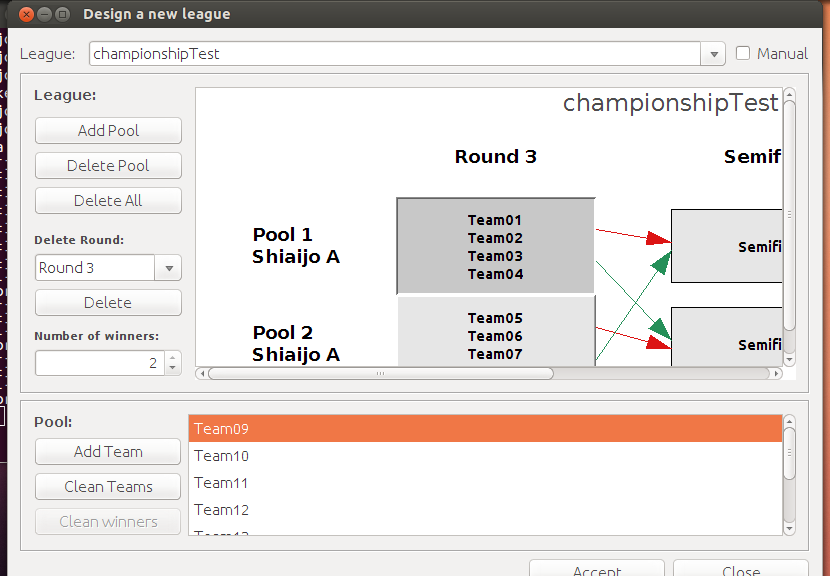 Design a new league
League: championshipTest Manual
League:
Add Pool
Delete Pool
Delete All
Delete Round:
Round 3
Delete
Number of winners:
2
championshipTest
Round 3 Semif
Pool 1
Shiaijo A
Team01
Team02
Team03
Team04
Semifi
Pool 2
Shiaijo A
Team05
Team06
Team07
Semifi
Pool:
Add Team
Clean Teams
Clean winners
Team09
Team10
Team11
Team12
Accept Close